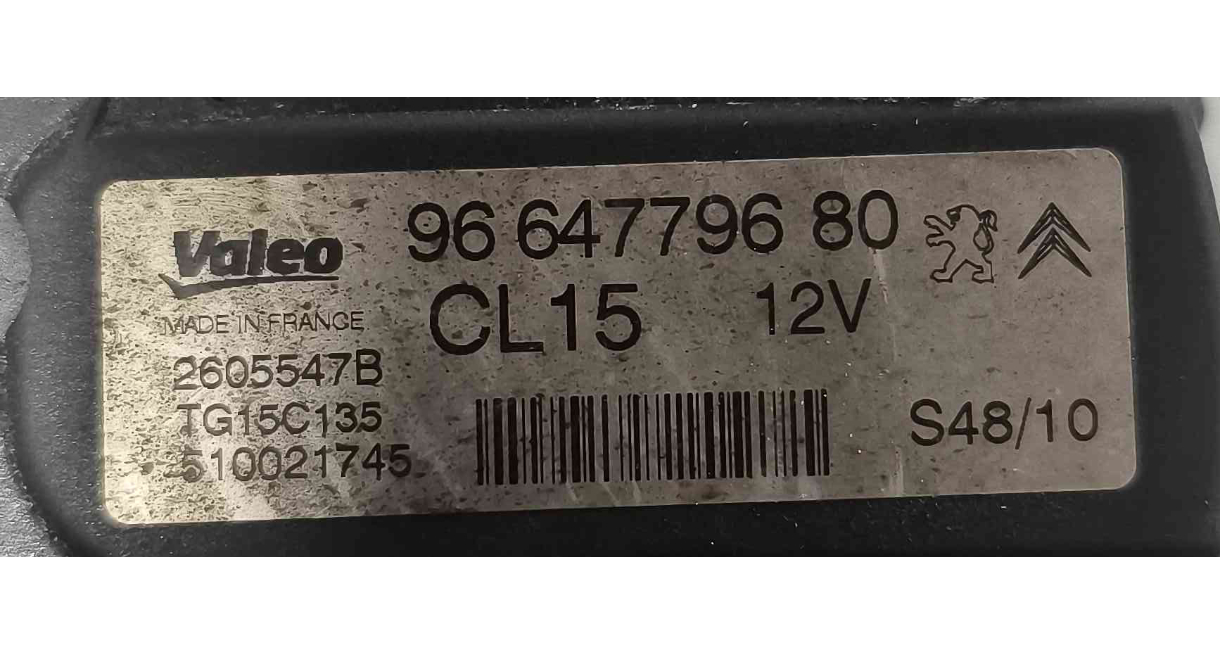 Valeo
MADE IN FRANCE
2605547B
TG15C135
510021745
96 647796 80
CL15 12V
S48/10